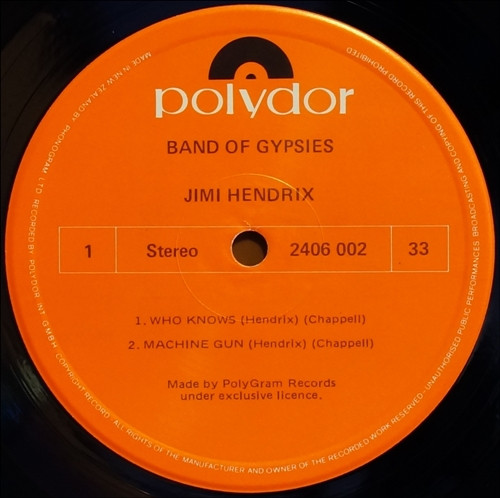 polydor
BAND OF GYPSIES
JIMI HENDRIX
1 Stereo 2406 002 33
1. WHO KNOWS (Hendrix) (Chappell)
2. MACHINE GUN (Hendrix) (Chappell)
Made by PolyGram Records
under exclusive licence.
MADE IN NEW ZEALAND BY PHONOGRAM LTD. RECORDED BY POLYDOR INT. GMBH. COPYRIGHT RECORD. ALL RIGHTS OF THE MANUFACTURER AND OWNER OF THE RECORDED WORK RESERVED - UNAUTHORISED PUBLIC PERFORMANCES BROADCASTING AND COPYING OF THIS RECORD PROHIBITED